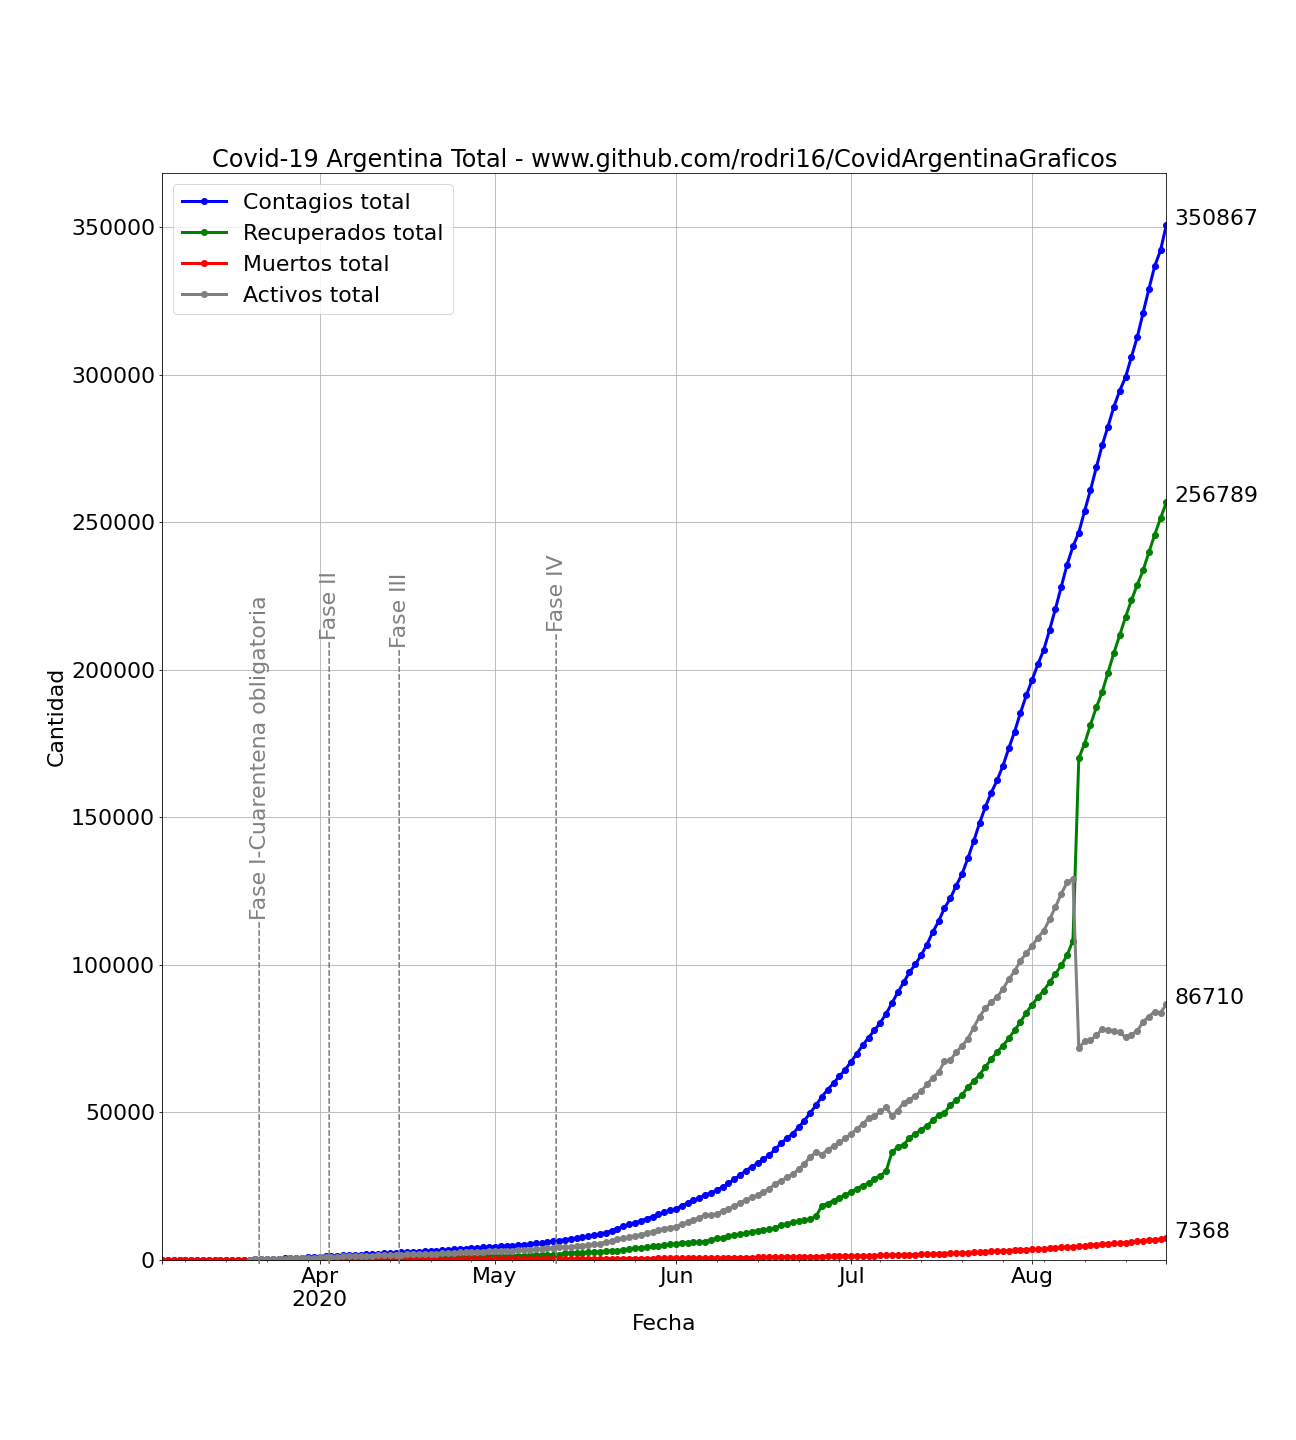 Covid-19 Argentina Total - www.github.com/rodri16/CovidArgentinaGraficos
Contagios total
Recuperados total
Muertos total
Activos total
350000
300000
250000
200000
150000
100000
50000
0
Cantidad
Fase I-Cuarentena obligatoria
Fase II
Fase III
Fase IV
350867
256789
86710
7368
Apr
2020
May
Jun
Jul
Aug
Fecha